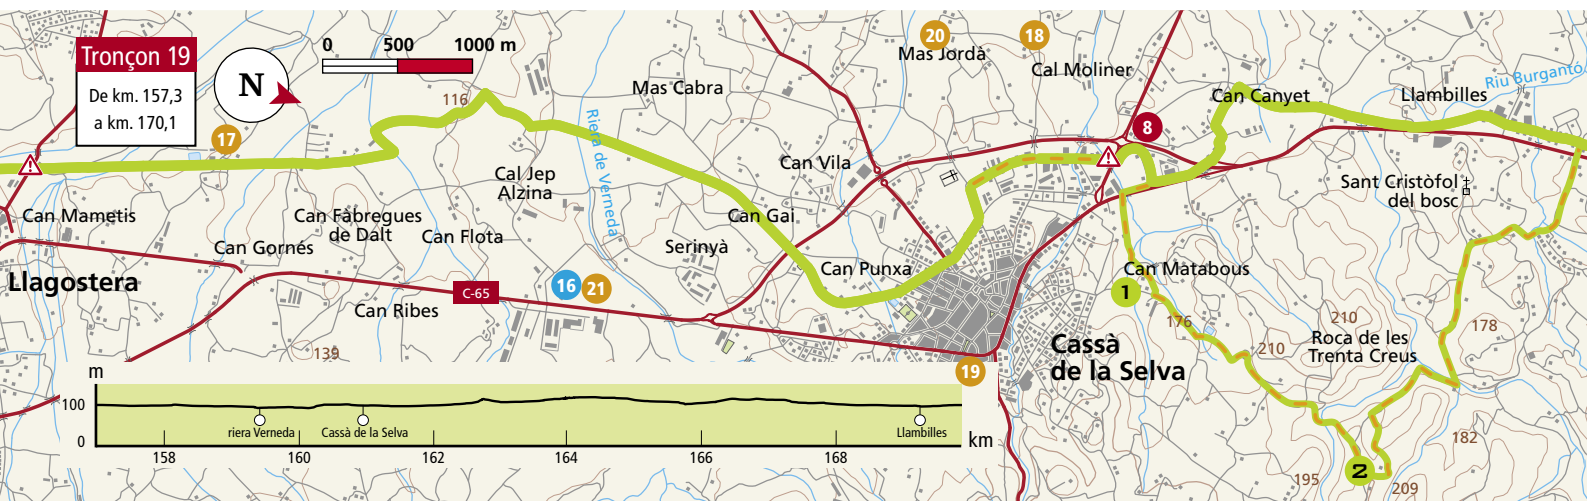 Tronçon 19
De km. 157,3
a km. 170,1
N
0 500 1000 m
20
18
Mas Jordà
Cal Moliner
116
Mas Cabra
Can Canyet
Llambilles
Riu Burgantó
17
8
Riera de Verneda
Can Vila
Cal Jep
Alzina
Sant Cristòfol
del bosc
Can Mametis
Can Fàbregues
de Dalt
Can Gornés
Can Flota
Can Gai
Serinyà
Can Punxa
Can Matabous
Llagostera
C-65
16
21
1
Can Ribes
176
210
210
178
Roca de les
Trenta Creus
139
Cassà
de la Selva
19
182
2
195
209
m
100
0
riera Verneda
Cassà de la Selva
Llambilles
km
158 160 162 164 166 168